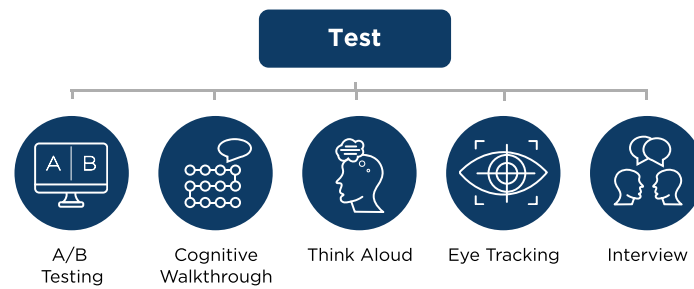 Test
A B
A/B
Testing
Cognitive
Walkthrough
Think Aloud
Eye Tracking
Interview